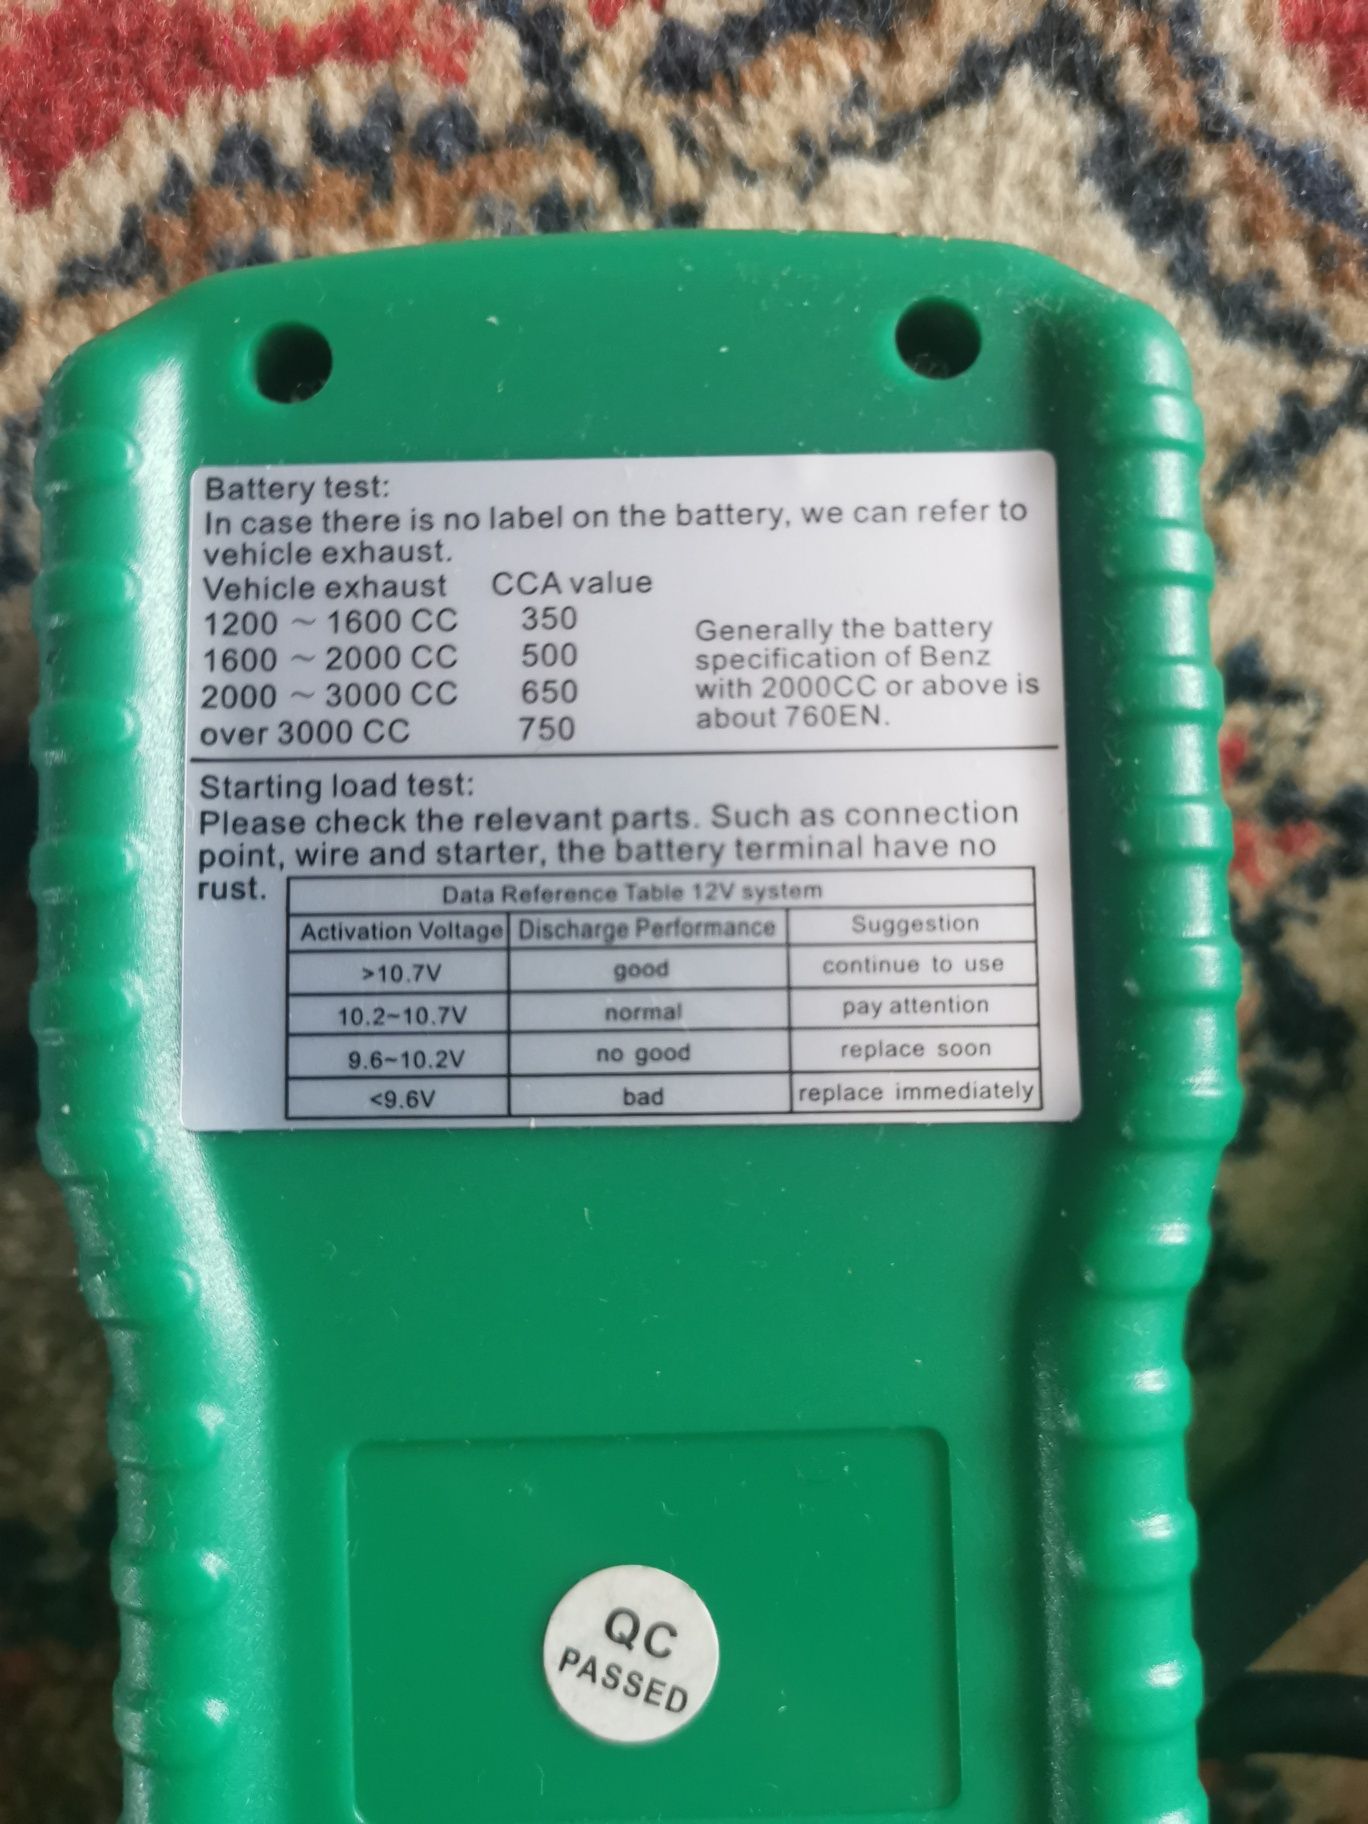 Battery test:
In case there is no label on the battery, we can refer to
vehicle exhaust.
Vehicle exhaust CCA value
1200 ~ 1600 CC 350
1600 ~ 2000 CC 500
2000 ~ 3000 CC 650
over 3000 CC 750
Generally the battery
specification of Benz
with 2000CC or above is
about 760EN.
Starting load test:
Please check the relevant parts. Such as connection
point, wire and starter, the battery terminal have no
rust.
Data Reference Table 12V system
Activation Voltage Discharge Performance Suggestion
>10.7V good continue to use
10.2~10.7V normal pay attention
9.6~10.2V no good replace soon
<9.6V bad replace immediately
QC
PASSED